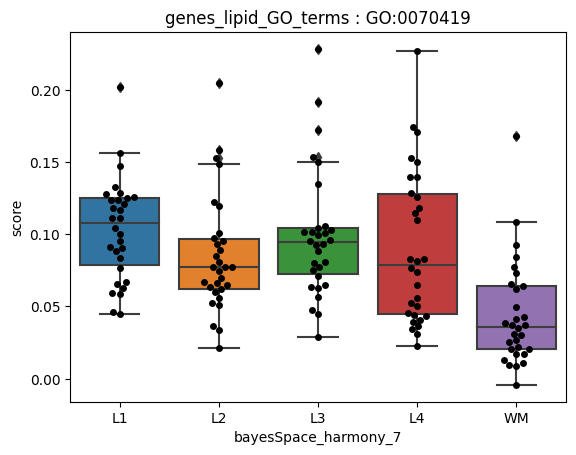 genes_lipid_GO_terms : GO:0070419
0.20
0.15
0.10
0.05
0.00
score
L1 L2 L3 L4 WM
bayesSpace_harmony_7